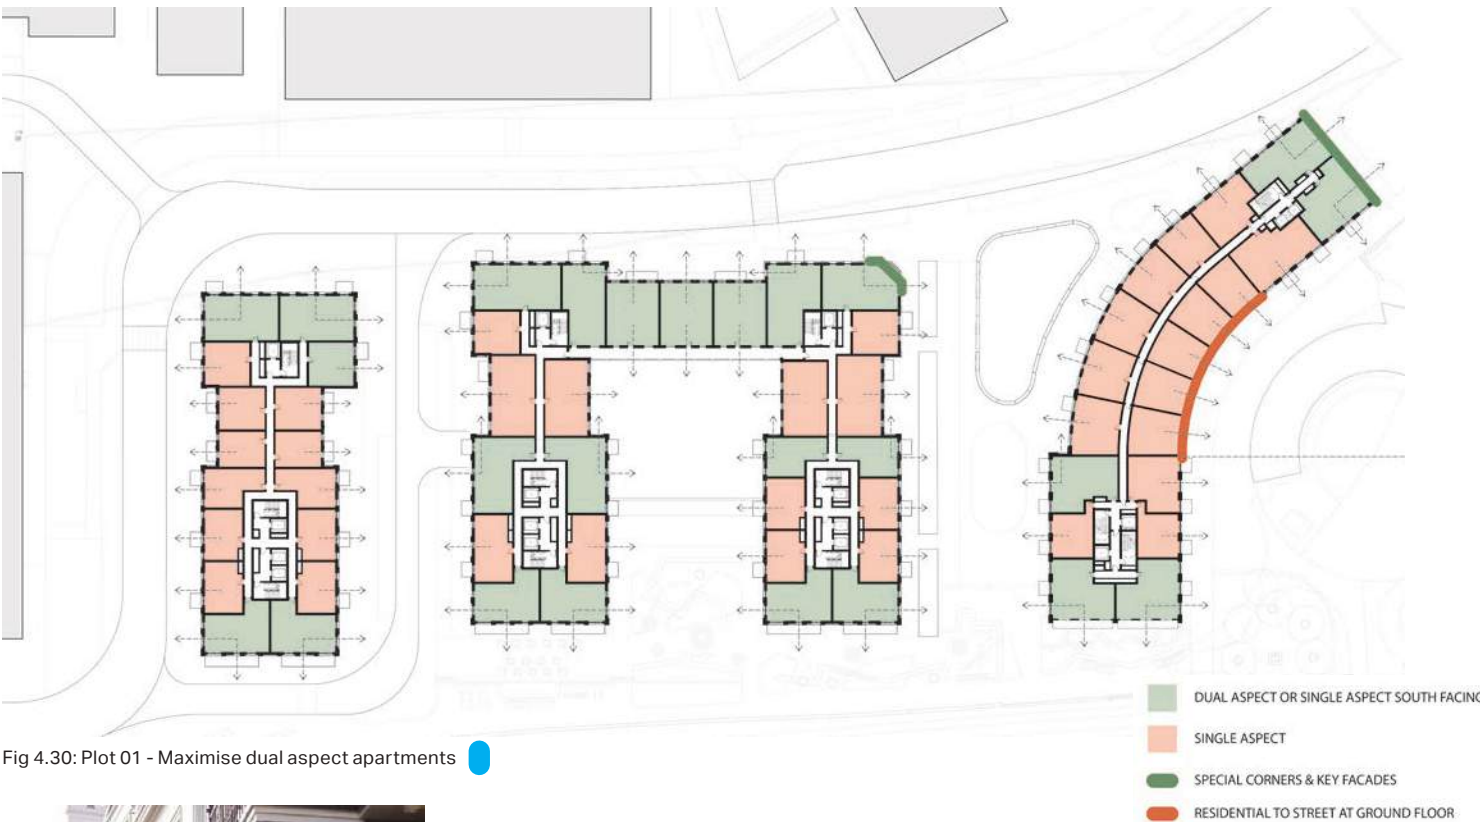 Fig 4.30: Plot 01 - Maximise dual aspect apartments
DUAL ASPECT OR SINGLE ASPECT SOUTH FACING
SINGLE ASPECT
SPECIAL CORNERS & KEY FACADES
RESIDENTIAL TO STREET AT GROUND FLOOR